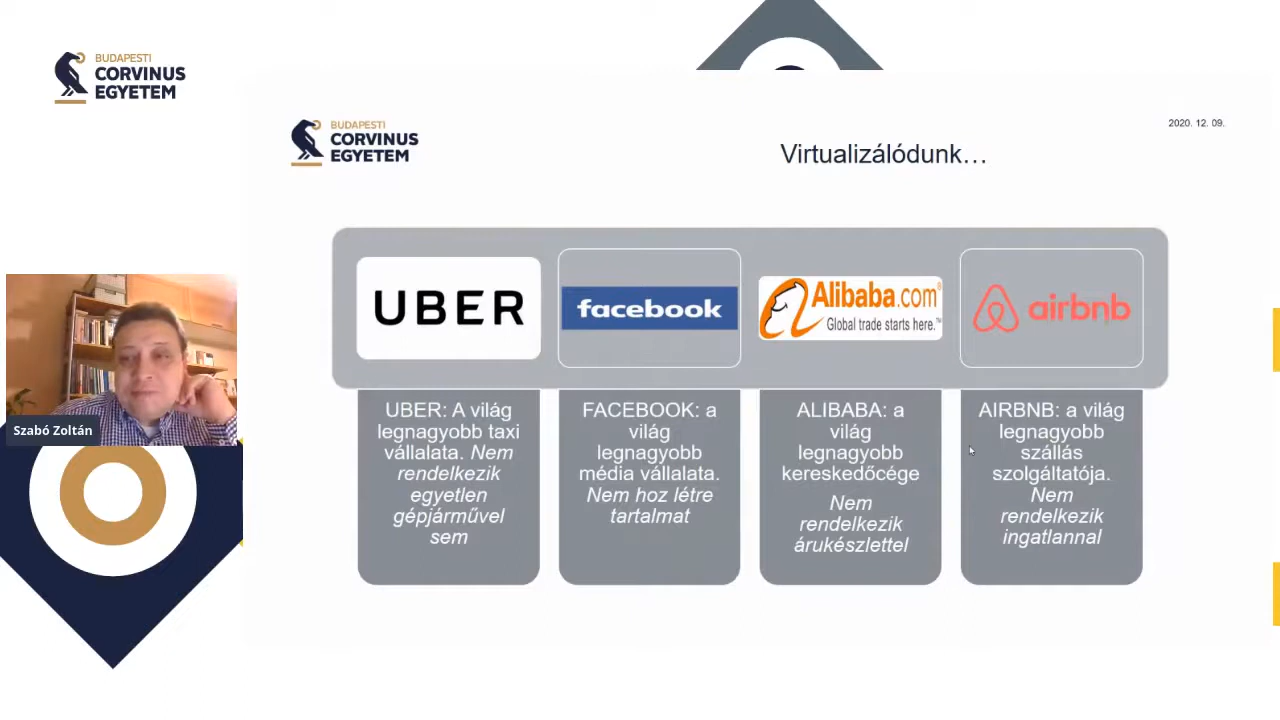 BUDAPESTI
CORVINUS
EGYETEM
BUDAPESTI
CORVINUS
EGYETEM
2020. 12. 09.
Virtualizálódunk…
UBER
facebook
Alibaba.com®
Global trade starts here.™
airbnb
UBER: A világ
legnagyobb taxi
vállalata. Nem
rendelkezik
egyetlen
gépjárművel
sem
FACEBOOK: a
világ
legnagyobb
média vállalata.
Nem hoz létre
tartalmat
ALIBABA: a
világ
legnagyobb
kereskedőcége
Nem
rendelkezik
árukészlettel
AIRBNB: a világ
legnagyobb
szállás
szolgáltatója.
Nem
rendelkezik
ingatlannal
Szabó Zoltán